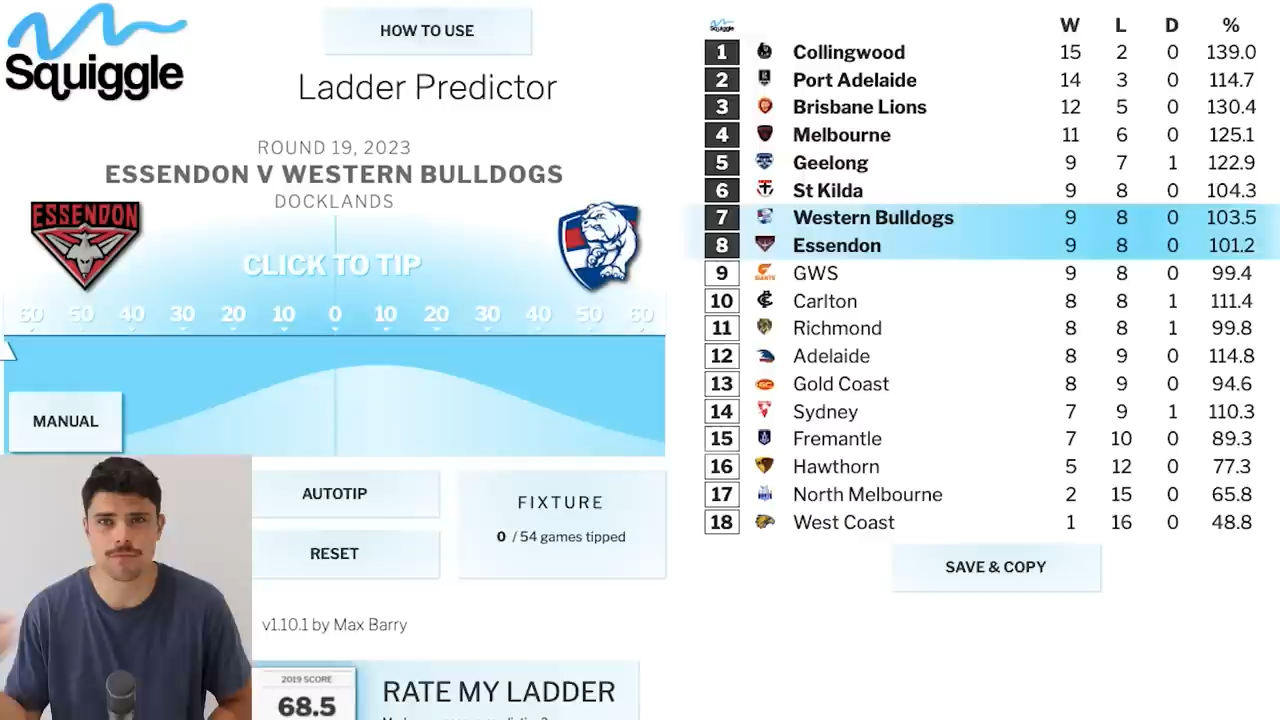 Squiggle
HOW TO USE
Ladder Predictor
ROUND 19, 2023
ESSENDON V WESTERN BULLDOGS
DOCKLANDS
ESSENDON
CLICK TO TIP
60 50 40 30 20 10 0 10 20 30 40 50 60
MANUAL
AUTOTIP
RESET
FIXTURE
0 / 54 games tipped
v1.10.1 by Max Barry
2019 SCORE
68.5
RATE MY LADDER
Squiggle W L D %
1 Collingwood 15 2 0 139.0
2 Port Adelaide 14 3 0 114.7
3 Brisbane Lions 12 5 0 130.4
4 Melbourne 11 6 0 125.1
5 Geelong 9 7 1 122.9
6 St Kilda 9 8 0 104.3
7 Western Bulldogs 9 8 0 103.5
8 Essendon 9 8 0 101.2
9 GWS 9 8 0 99.4
10 Carlton 8 8 1 111.4
11 Richmond 8 8 1 99.8
12 Adelaide 8 9 0 114.8
13 Gold Coast 8 9 0 94.6
14 Sydney 7 9 1 110.3
15 Fremantle 7 10 0 89.3
16 Hawthorn 5 12 0 77.3
17 North Melbourne 2 15 0 65.8
18 West Coast 1 16 0 48.8
SAVE & COPY